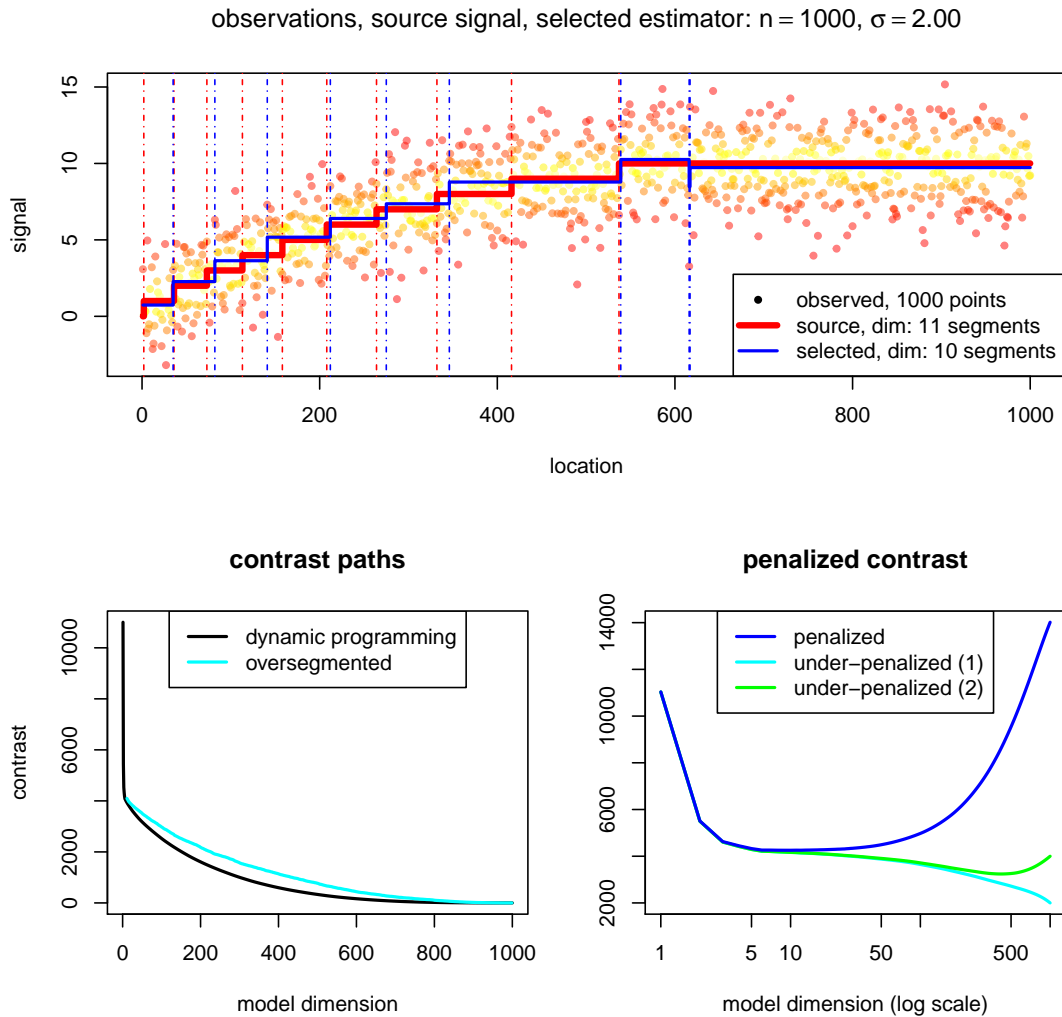 observations, source signal, selected estimator: n = 1000, σ = 2.00
signal
15
10
5
0
observed, 1000 points
source, dim: 11 segments
selected, dim: 10 segments
0 200 400 600 800 1000
location
contrast paths
contrast
10000
6000
2000
0
dynamic programming
oversegmented
0 200 400 600 800 1000
model dimension
penalized contrast
14000
10000
6000
2000
penalized
under−penalized (1)
under−penalized (2)
1 5 10 50 500
model dimension (log scale)